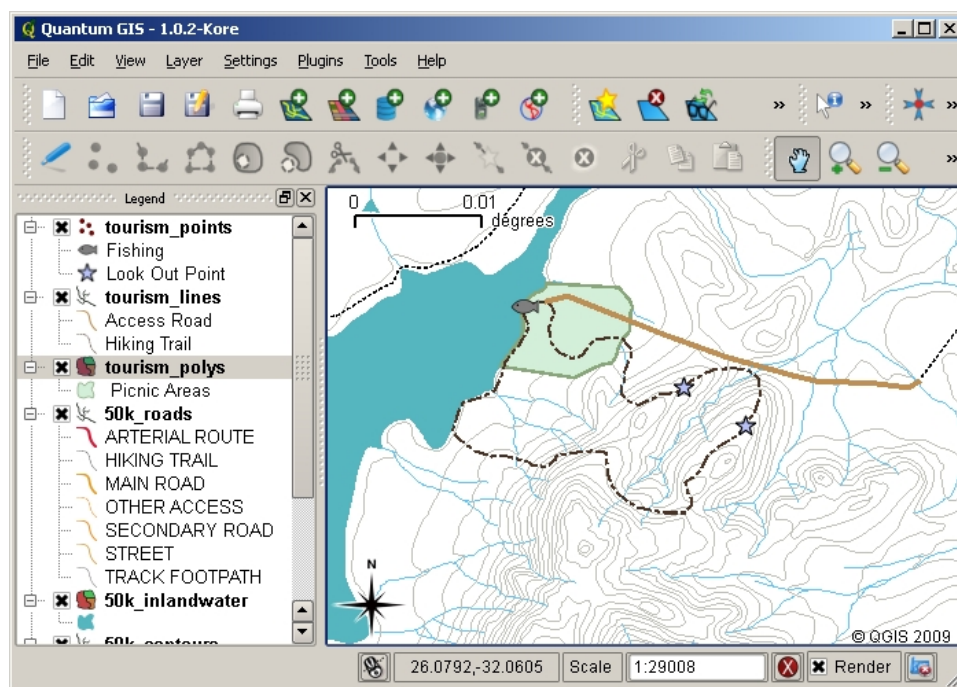 Quantum GIS - 1.0.2-Kore
File Edit View Layer Settings Plugins Tools Help
Legend
tourism_points
Fishing
Look Out Point
tourism_lines
Access Road
Hiking Trail
tourism_polys
Picnic Areas
50k_roads
ARTERIAL ROUTE
HIKING TRAIL
MAIN ROAD
OTHER ACCESS
SECONDARY ROAD
STREET
TRACK FOOTPATH
50k_inlandwater
50k_contours
0 0.01
degrees
N
© QGIS 2009
26.0792,-32.0605 Scale 1:29008 Render